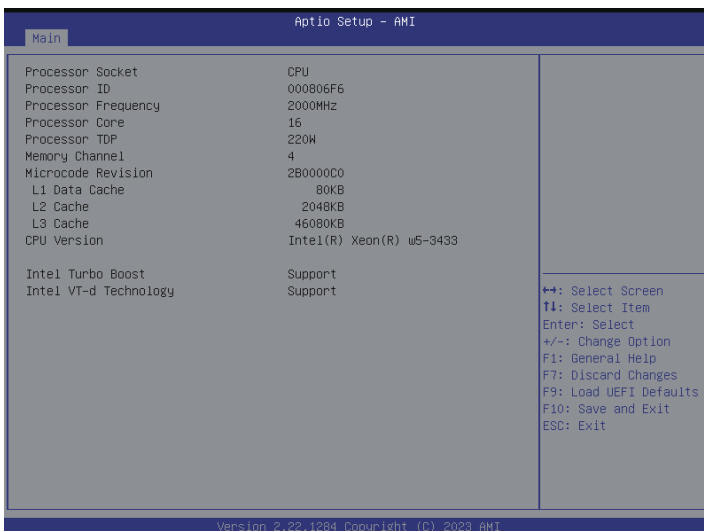 Aptio Setup - AMI
Main
Processor Socket CPU
Processor ID 000806F6
Processor Frequency 2000MHz
Processor Core 16
Processor TDP 220W
Memory Channel 4
Microcode Revision 2B0000C0
L1 Data Cache 80KB
L2 Cache 2048KB
L3 Cache 46080KB
CPU Version Intel(R) Xeon(R) w5-3433
Intel Turbo Boost Support
Intel VT-d Technology Support
↔: Select Screen
↑↓: Select Item
Enter: Select
+/-: Change Option
F1: General Help
F7: Discard Changes
F9: Load UEFI Defaults
F10: Save and Exit
ESC: Exit
Version 2.22.1284 Copyright (C) 2023 AMI